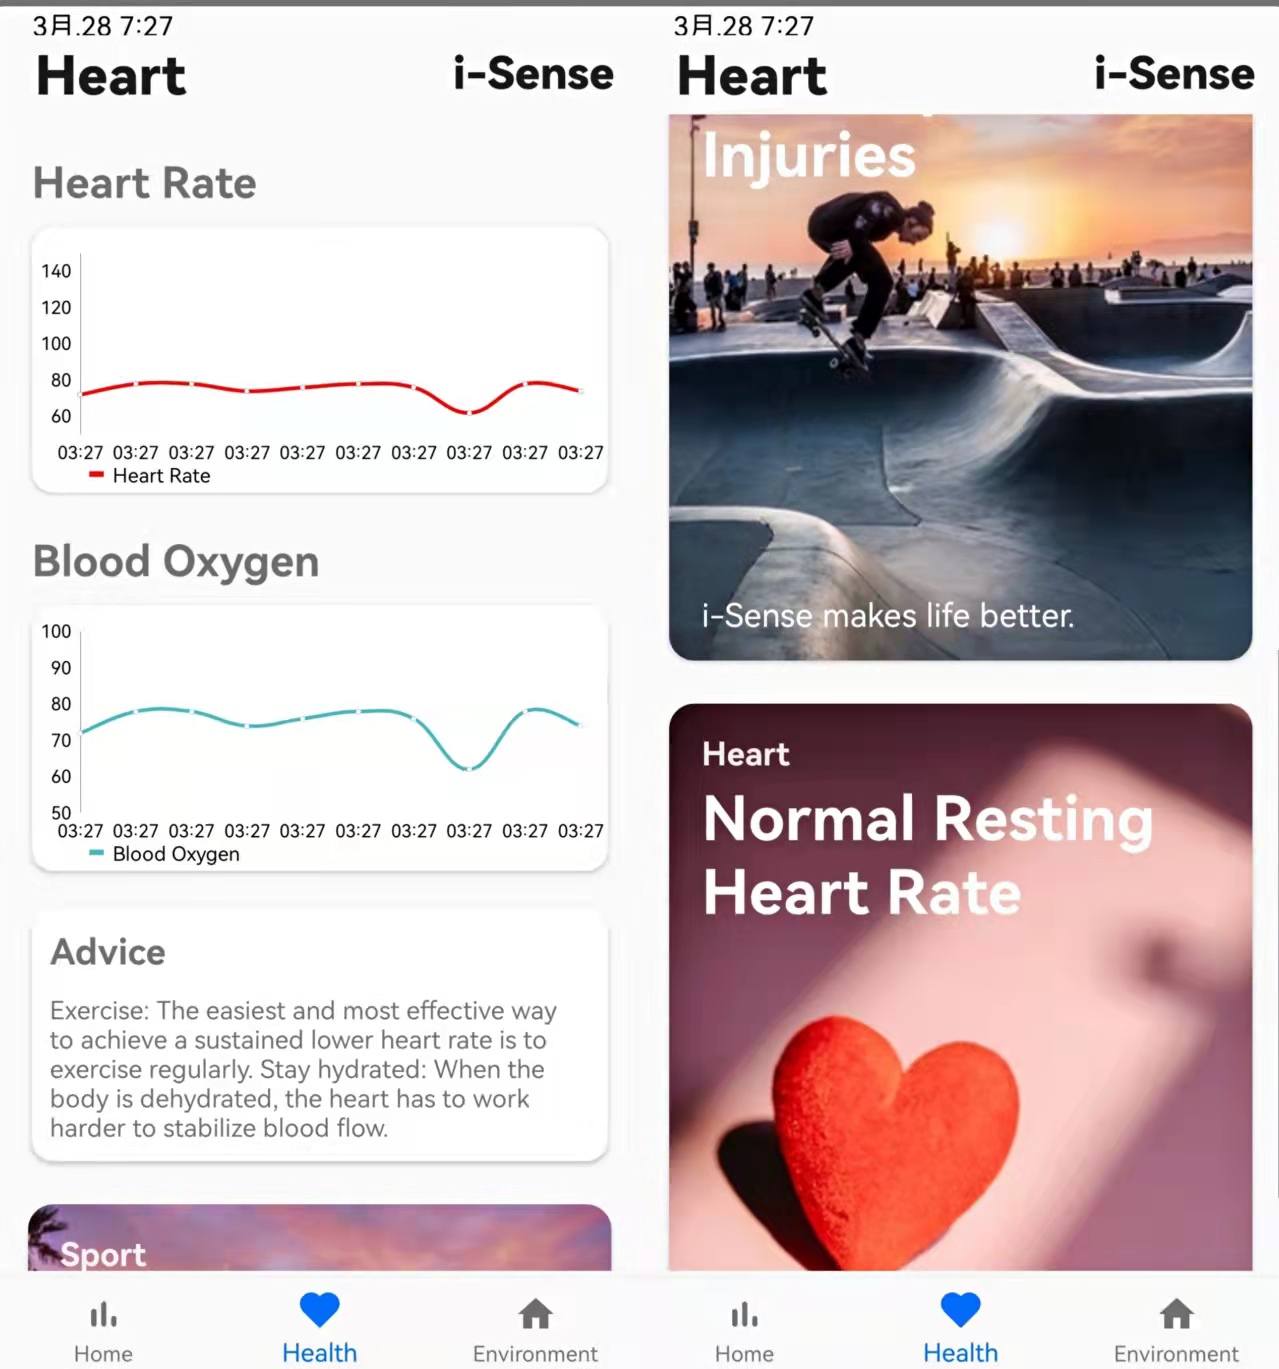 3月.28 7:27
Heart i-Sense
Heart Rate
140
120
100
80
60
03:27 03:27 03:27 03:27 03:27 03:27 03:27 03:27 03:27 03:27
Heart Rate
Blood Oxygen
100
90
80
70
60
50
03:27 03:27 03:27 03:27 03:27 03:27 03:27 03:27 03:27 03:27
Blood Oxygen
Advice
Exercise: The easiest and most effective way
to achieve a sustained lower heart rate is to
exercise regularly. Stay hydrated: When the
body is dehydrated, the heart has to work
harder to stabilize blood flow.
Sport
Home Health Environment
3月.28 7:27
Heart i-Sense
Injuries
i-Sense makes life better.
Heart
Normal Resting
Heart Rate
Home Health Environment